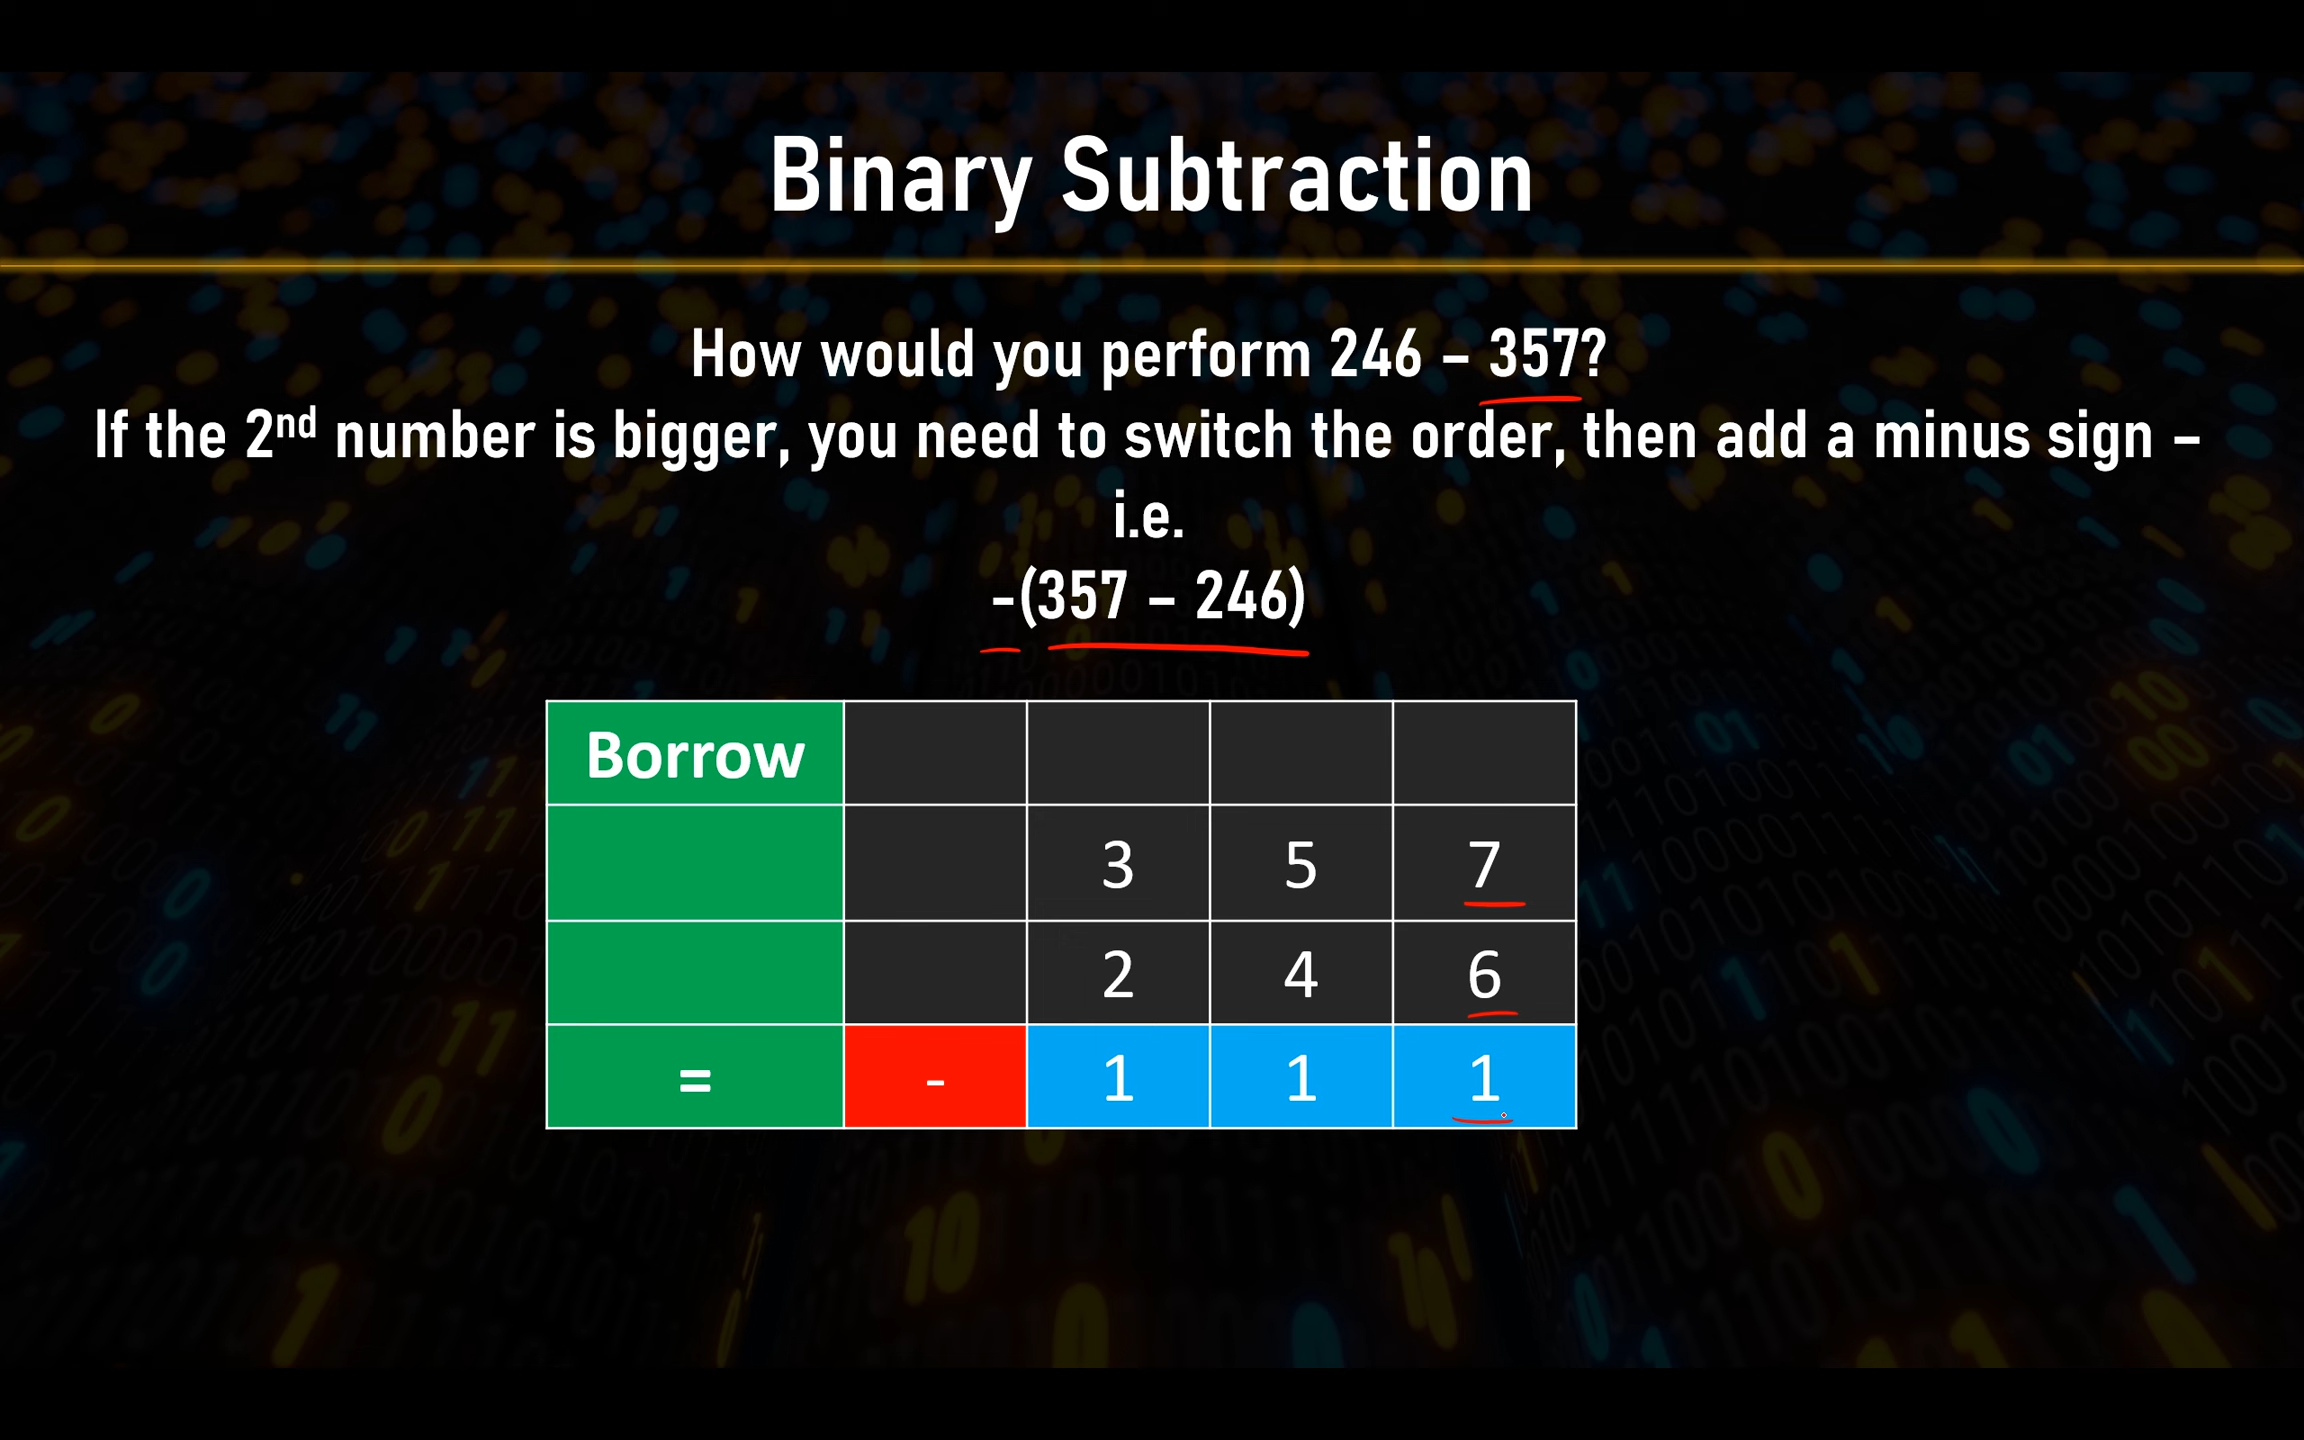 Binary Subtraction
How would you perform 246 – 357?
If the 2nd number is bigger, you need to switch the order, then add a minus sign –
i.e.
-(357 – 246)
Borrow
3 5 7
2 4 6
= - 1 1 1